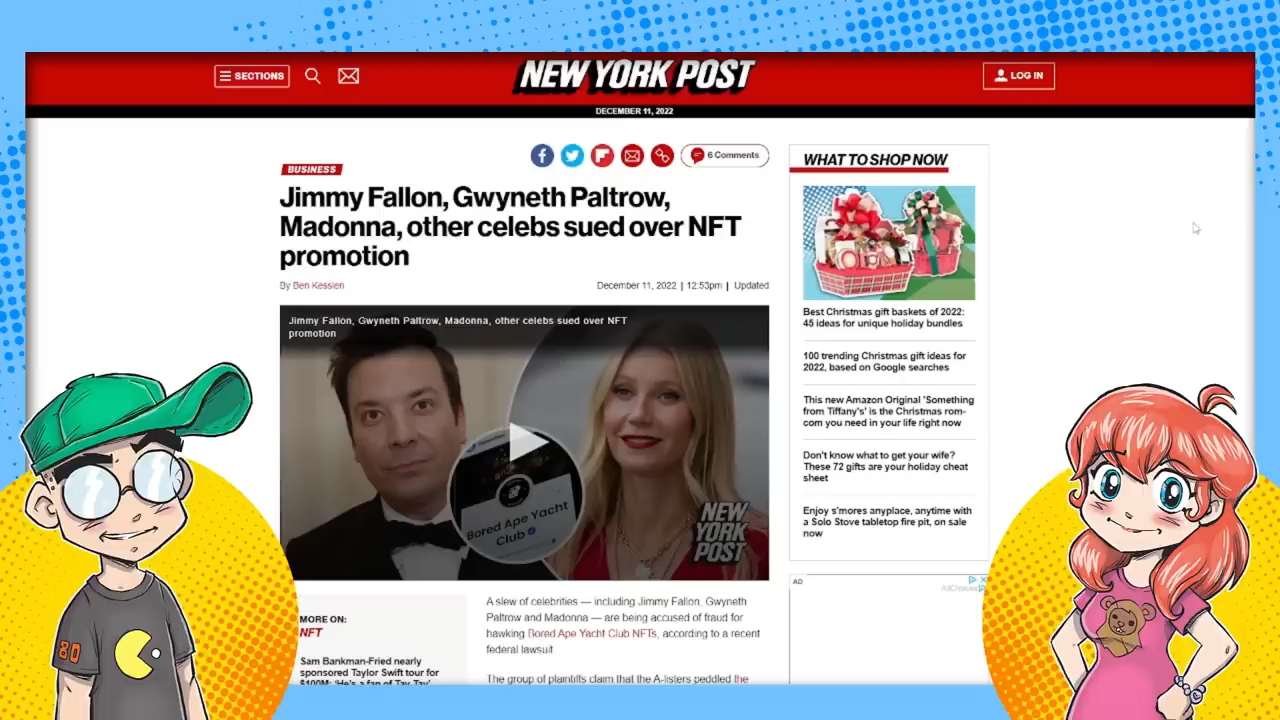 SECTIONS
NEW YORK POST
LOG IN
DECEMBER 11, 2022
6 Comments
BUSINESS
Jimmy Fallon, Gwyneth Paltrow,
Madonna, other celebs sued over NFT
promotion
By Ben Kessien
December 11, 2022 | 12:53pm | Updated
Jimmy Fallon, Gwyneth Paltrow, Madonna, other celebs sued over NFT
promotion
Bored Ape Yacht
Club
NEW
YORK
POST
MORE ON:
NFT
Sam Bankman-Fried nearly
sponsored Taylor Swift tour for
$100M: 'He's a fan of Tay Tay'
A slew of celebrities — including Jimmy Fallon, Gwyneth
Paltrow and Madonna — are being accused of fraud for
hawking Bored Ape Yacht Club NFTs, according to a recent
federal lawsuit
The group of plaintiffs claim that the A-listers peddled the
WHAT TO SHOP NOW
Best Christmas gift baskets of 2022:
45 ideas for unique holiday bundles
100 trending Christmas gift ideas for
2022, based on Google searches
This new Amazon Original 'Something
from Tiffany's' is the Christmas rom-
com you need in your life right now
Don't know what to get your wife?
These 72 gifts are your holiday cheat
sheet
Enjoy s'mores anyplace, anytime with
a Solo Stove tabletop fire pit, on sale
now
AD
AdChoices
80